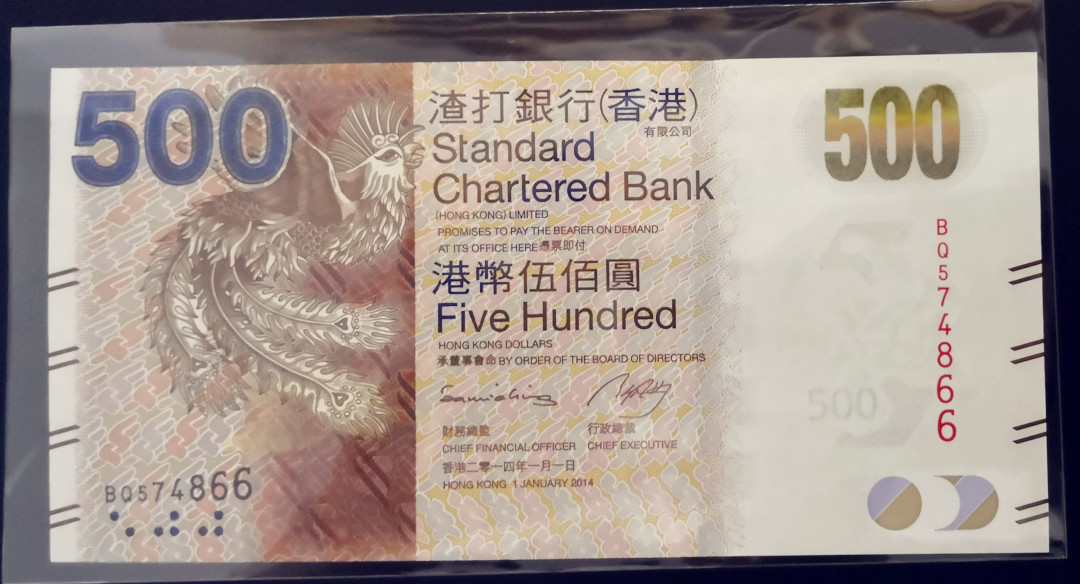 500
渣打銀行(香港)
有限公司
Standard
Chartered Bank
(HONG KONG) LIMITED
PROMISES TO PAY THE BEARER ON DEMAND
AT ITS OFFICE HERE 憑票即付
港幣伍佰圓
Five Hundred
HONG KONG DOLLARS
承董事會命 BY ORDER OF THE BOARD OF DIRECTORS
財務總監
CHIEF FINANCIAL OFFICER
行政總裁
CHIEF EXECUTIVE
香港二零一四年一月一日
HONG KONG 1 JANUARY 2014
BQ574866
500
BQ574866
500